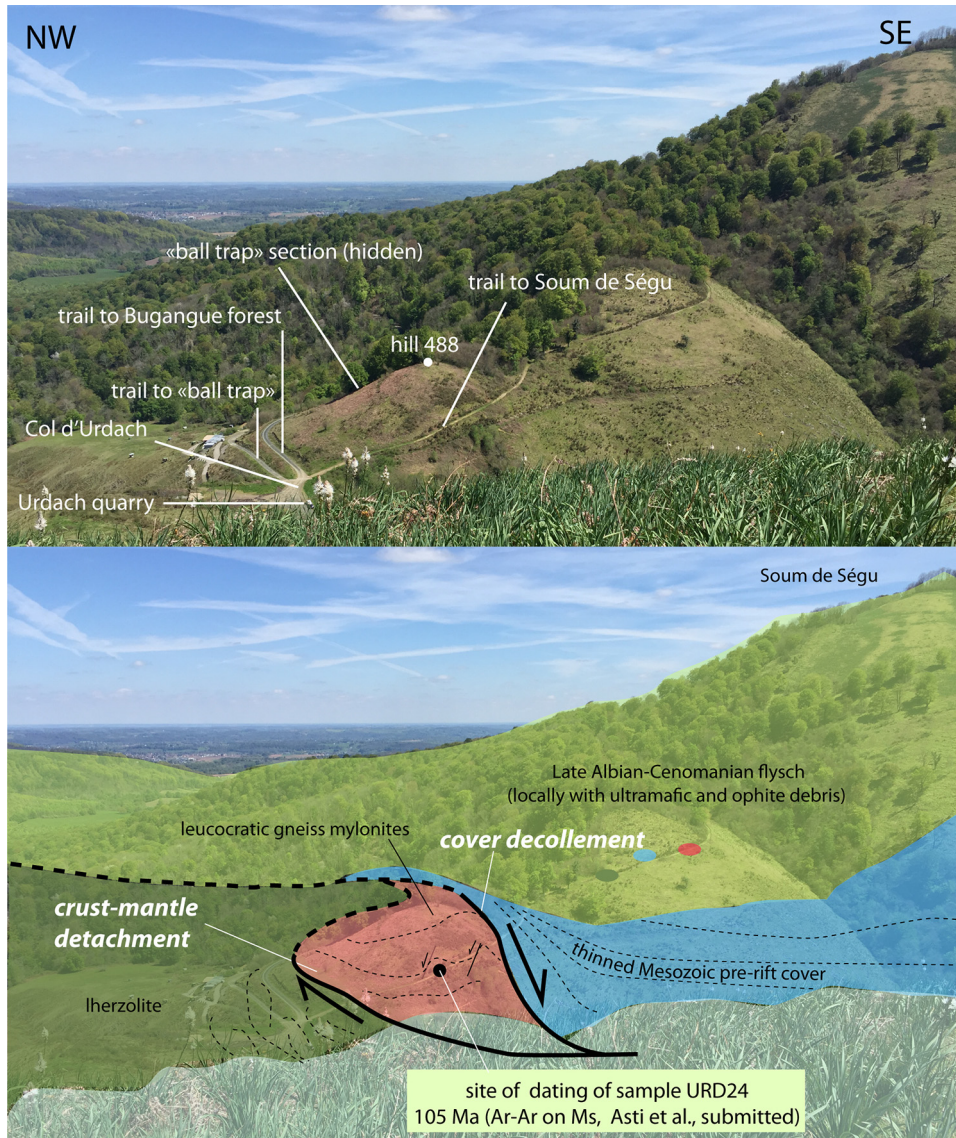 NW
SE
«ball trap» section (hidden)
trail to Soum de Ségu
trail to Bugangue forest
hill 488
trail to «ball trap»
Col d'Urdach
Urdach quarry
Soum de Ségu
Late Albian-Cenomanian flysch
(locally with ultramafic and ophite debris)
leucocratic gneiss mylonites
cover decollement
crust-mantle
detachment
thinned Mesozoic pre-rift cover
lherzolite
site of dating of sample URD24
105 Ma (Ar-Ar on Ms, Asti et al., submitted)